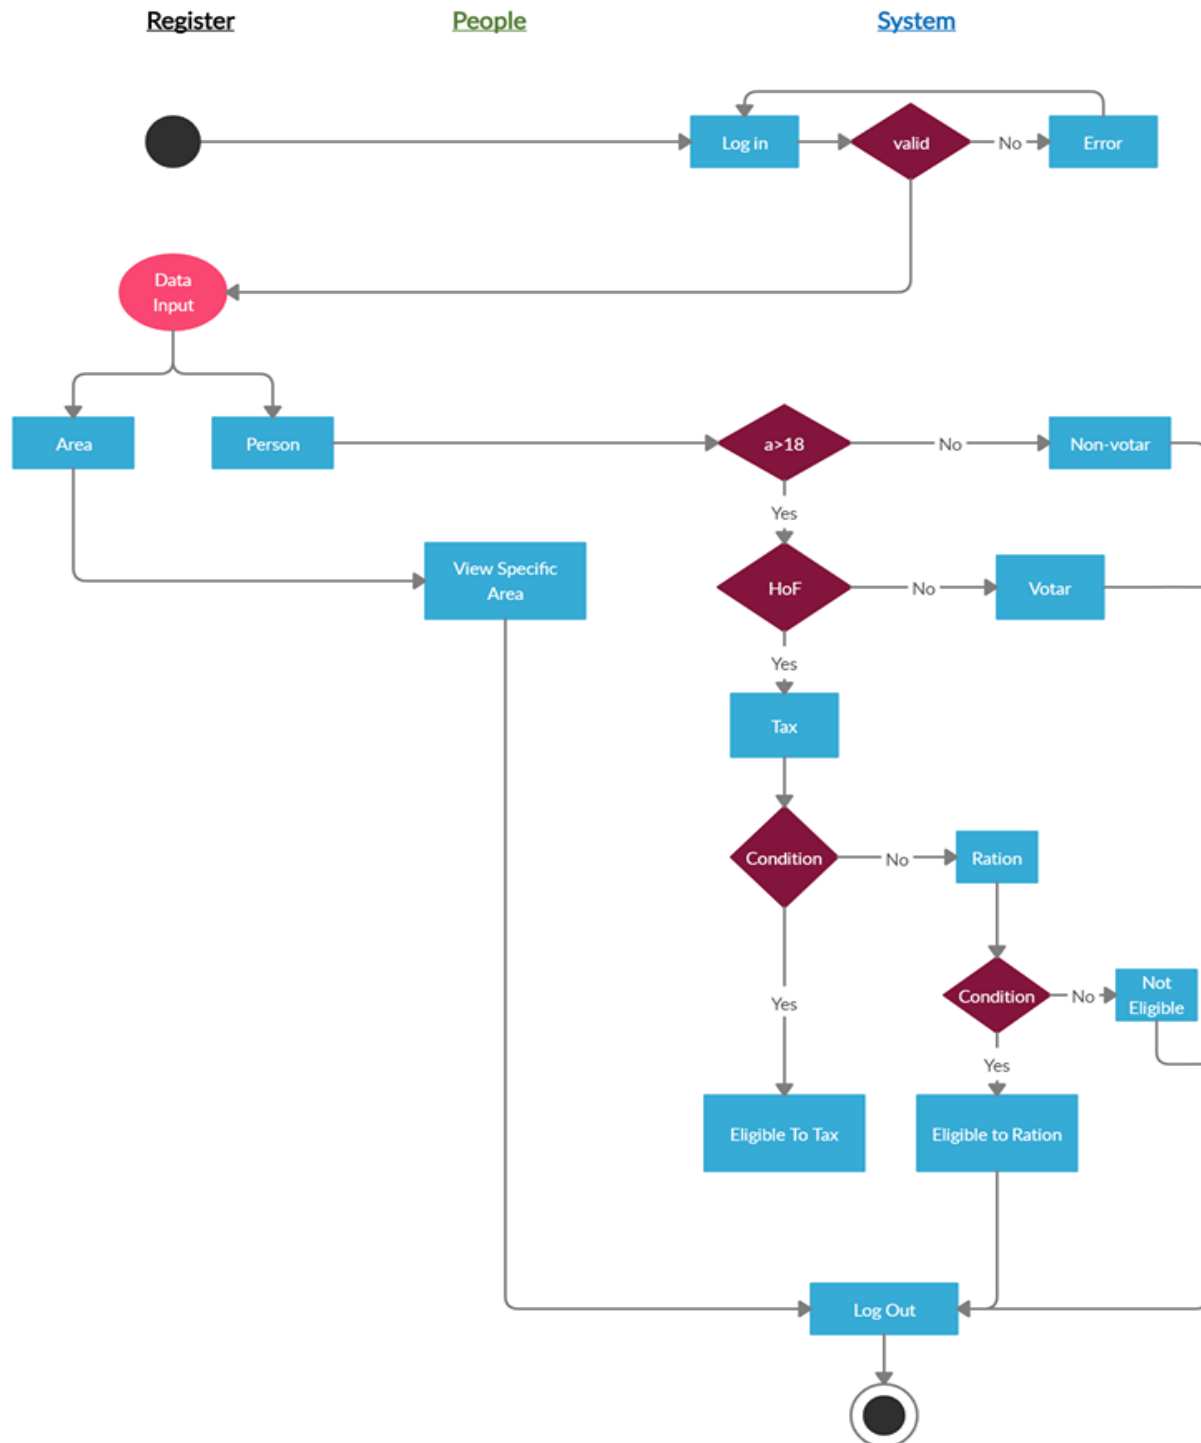 Register
People
System
Log in
valid
No
Error
Data
Input
Area
Person
a>18
No
Non-votar
Yes
View Specific
Area
HoF
No
Votar
Yes
Tax
Condition
No
Ration
Condition
No
Not
Eligible
Yes
Yes
Eligible To Tax
Eligible to Ration
Log Out